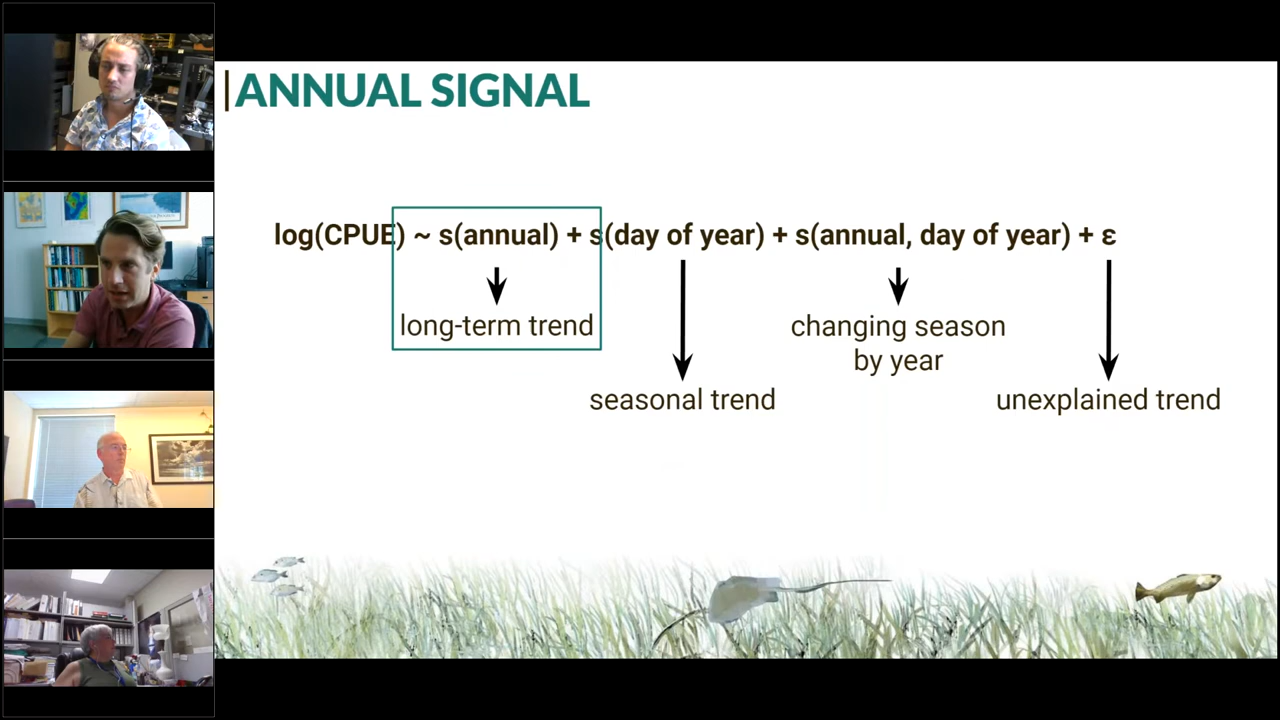 ANNUAL SIGNAL
log(CPUE) ~ s(annual) + s(day of year) + s(annual, day of year) + ε
long-term trend
changing season
by year
seasonal trend
unexplained trend